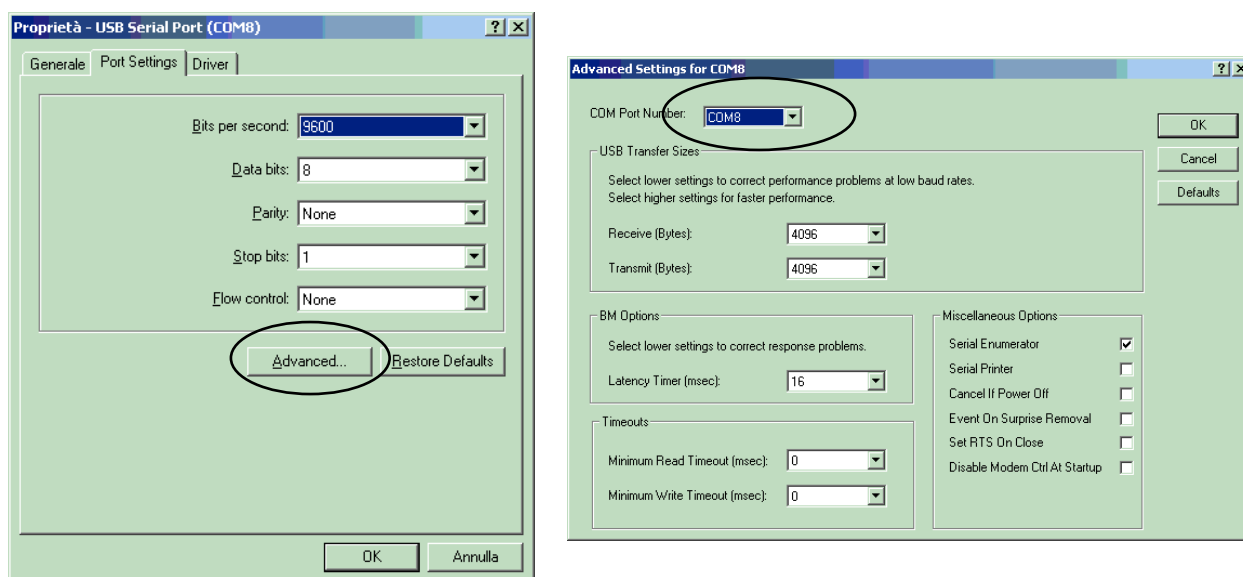 Proprietà - USB Serial Port (COM8)
Generale Port Settings Driver
Bits per second: 9600
Data bits: 8
Parity: None
Stop bits: 1
Flow control: None
Advanced... Restore Defaults
OK Annulla
Advanced Settings for COM8
COM Port Number: COM8
OK
Cancel
Defaults
USB Transfer Sizes
Select lower settings to correct performance problems at low baud rates.
Select higher settings for faster performance.
Receive (Bytes): 4096
Transmit (Bytes): 4096
BM Options
Select lower settings to correct response problems.
Latency Timer (msec): 16
Timeouts
Minimum Read Timeout (msec): 0
Minimum Write Timeout (msec): 0
Miscellaneous Options
Serial Enumerator
Serial Printer
Cancel If Power Off
Event On Surprise Removal
Set RTS On Close
Disable Modem Ctrl At Startup